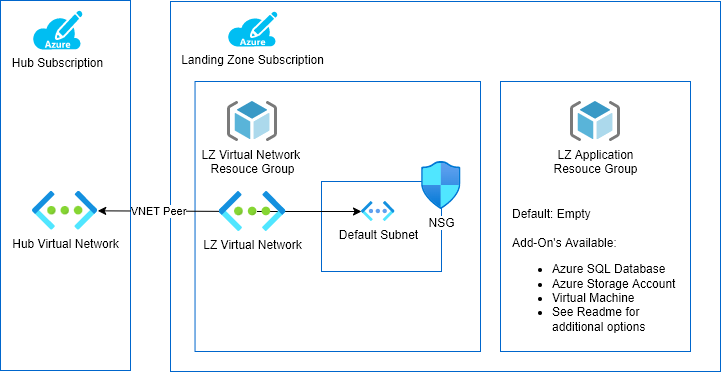 Azure
Hub Subscription
Azure
Landing Zone Subscription
LZ Virtual Network
Resouce Group
LZ Application
Resouce Group
Hub Virtual Network
VNET Peer
LZ Virtual Network
Default Subnet
NSG
Default: Empty
Add-On's Available:
• Azure SQL Database
• Azure Storage Account
• Virtual Machine
• See Readme for
additional options